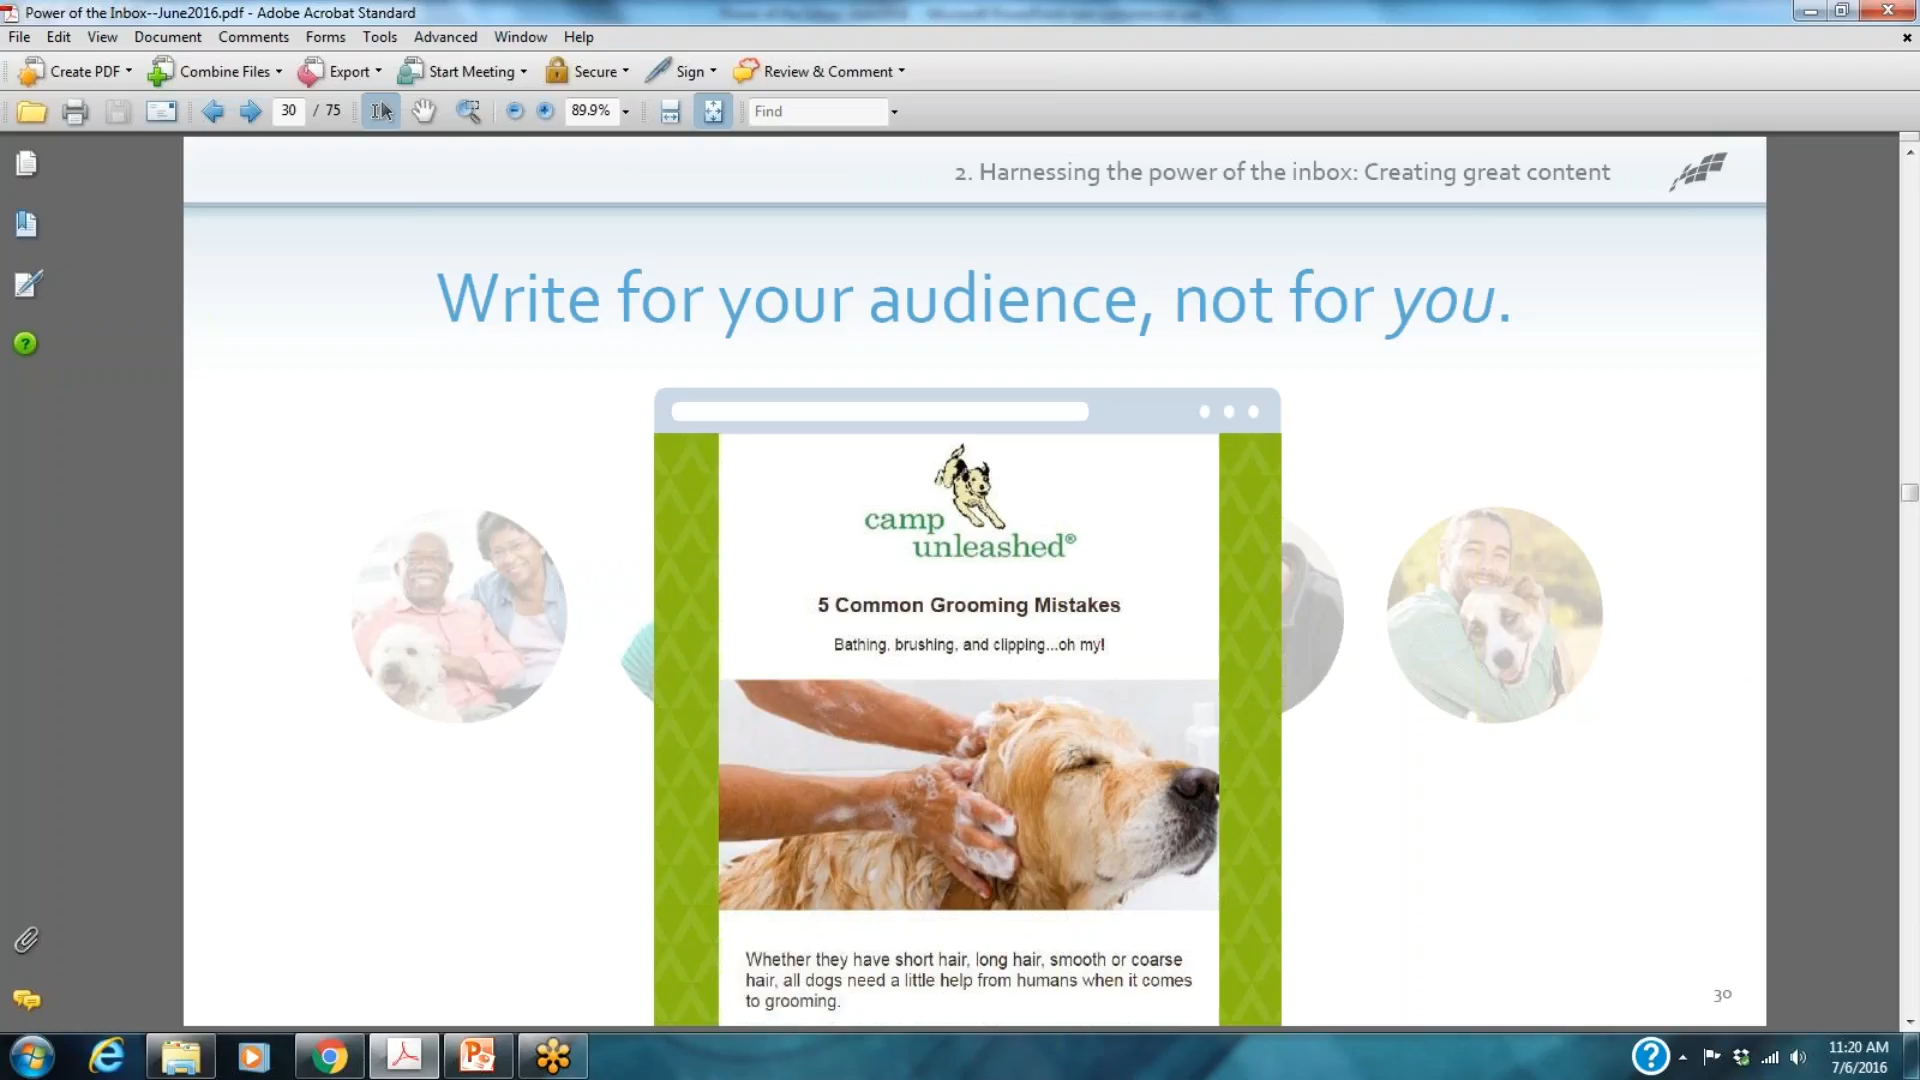 Power of the Inbox--June2016.pdf - Adobe Acrobat Standard
File Edit View Document Comments Forms Tools Advanced Window Help
Create PDF Combine Files Export Start Meeting Secure Sign Review & Comment
30 / 75 89.9% Find
2. Harnessing the power of the inbox: Creating great content
Write for your audience, not for you.
camp
unleashed®
5 Common Grooming Mistakes
Bathing, brushing, and clipping...oh my!
Whether they have short hair, long hair, smooth or coarse
hair, all dogs need a little help from humans when it comes
to grooming.
30
11:20 AM
7/6/2016